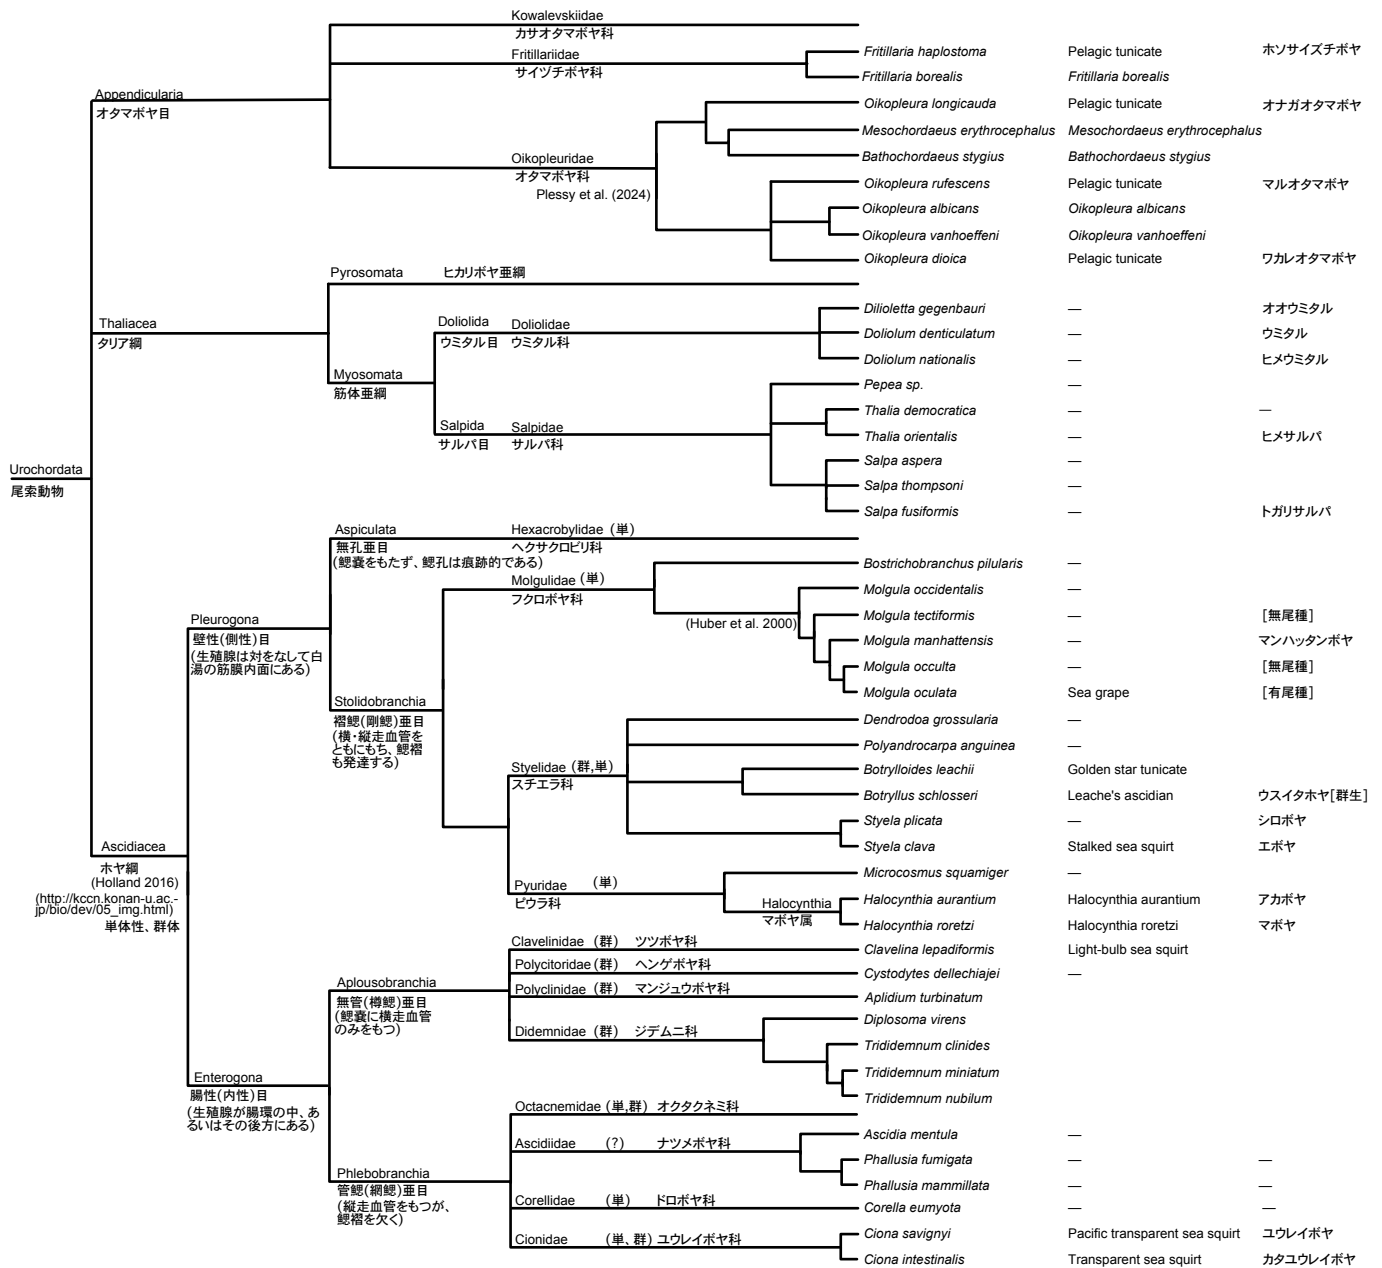 Kowalevskiidae
カサオタマボヤ科
Fritillariidae
サイヅチボヤ科
Fritillaria haplostoma Pelagic tunicate ホソサイズチボヤ
Fritillaria borealis Fritillaria borealis
Appendicularia
オタマボヤ目
Oikopleura longicauda Pelagic tunicate オナガオタマボヤ
Mesochordaeus erythrocephalus Mesochordaeus erythrocephalus
Bathochordaeus stygius Bathochordaeus stygius
Oikopleuridae
オタマボヤ科
Plessy et al. (2024)
Oikopleura rufescens Pelagic tunicate マルオタマボヤ
Oikopleura albicans Oikopleura albicans
Oikopleura vanhoeffeni Oikopleura vanhoeffeni
Oikopleura dioica Pelagic tunicate ワカレオタマボヤ
Pyrosomata ヒカリボヤ亜綱
Thaliacea
タリア綱
Doliolida Doliolidae
ウミタル目 ウミタル科
Dilioletta gegenbauri — オオウミタル
Doliolum denticulatum — ウミタル
Doliolum nationalis — ヒメウミタル
Myosomata
筋体亜綱
Pepea sp. —
Thalia democratica — —
Thalia orientalis — ヒメサルパ
Salpida Salpidae
サルパ目 サルパ科
Salpa aspera —
Salpa thompsoni —
Salpa fusiformis — トガリサルパ
Urochordata
尾索動物
Aspiculata Hexacrobylidae (単)
無孔亜目 ヘクサクロビリ科
(鰓嚢をもたず、鰓孔は痕跡的である)
Molgulidae (単)
フクロボヤ科
Bostrichobranchus pilularis —
Molgula occidentalis —
(Huber et al. 2000)
Molgula tectiformis — [無尾種]
Molgula manhattensis — マンハッタンボヤ
Molgula occulta — [無尾種]
Molgula oculata Sea grape [有尾種]
Pleurogona
壁性(側性)目
(生殖腺は対をなして白
湯の筋膜内面にある)
Stolidobranchia
褶鰓(剛鰓)亜目
(横・縦走血管を
ともにもち、鰓褶
も発達する)
Dendrodoa grossularia —
Polyandrocarpa anguinea —
Styelidae (群,単)
スチエラ科
Botrylloides leachii Golden star tunicate
Botryllus schlosseri Leache's ascidian ウスイタホヤ[群生]
Styela plicata — シロボヤ
Styela clava Stalked sea squirt エボヤ
Ascidiacea
ホヤ綱
(Holland 2016)
(http://kccn.konan-u.ac.-
jp/bio/dev/05_img.html)
単体性、群体
Pyuridae (単)
ピウラ科
Microcosmus squamiger —
Halocynthia
マボヤ属
Halocynthia aurantium Halocynthia aurantium アカボヤ
Halocynthia roretzi Halocynthia roretzi マボヤ
Clavelinidae (群) ツツボヤ科 Clavelina lepadiformis Light-bulb sea squirt
Polycitoridae (群) ヘンゲボヤ科 Cystodytes dellechiajei —
Aplousobranchia
無管(樽鰓)亜目
(鰓嚢に横走血管
のみをもつ)
Polyclinidae (群) マンジュウボヤ科 Aplidium turbinatum
Didemnidae (群) ジデムニ科
Diplosoma virens
Trididemnum clinides
Trididemnum miniatum
Trididemnum nubilum
Enterogona
腸性(内性)目
(生殖腺が腸環の中、あ
るいはその後方にある)
Octacnemidae (単,群) オクタクネミ科
Ascidiidae (?) ナツメボヤ科
Ascidia mentula —
Phallusia fumigata — —
Phallusia mammillata — —
Phlebobranchia
管鰓(網鰓)亜目
(縦走血管をもつが、
鰓褶を欠く)
Corellidae (単) ドロボヤ科 Corella eumyota — —
Cionidae (単、群) ユウレイボヤ科
Ciona savignyi Pacific transparent sea squirt ユウレイボヤ
Ciona intestinalis Transparent sea squirt カタユウレイボヤ